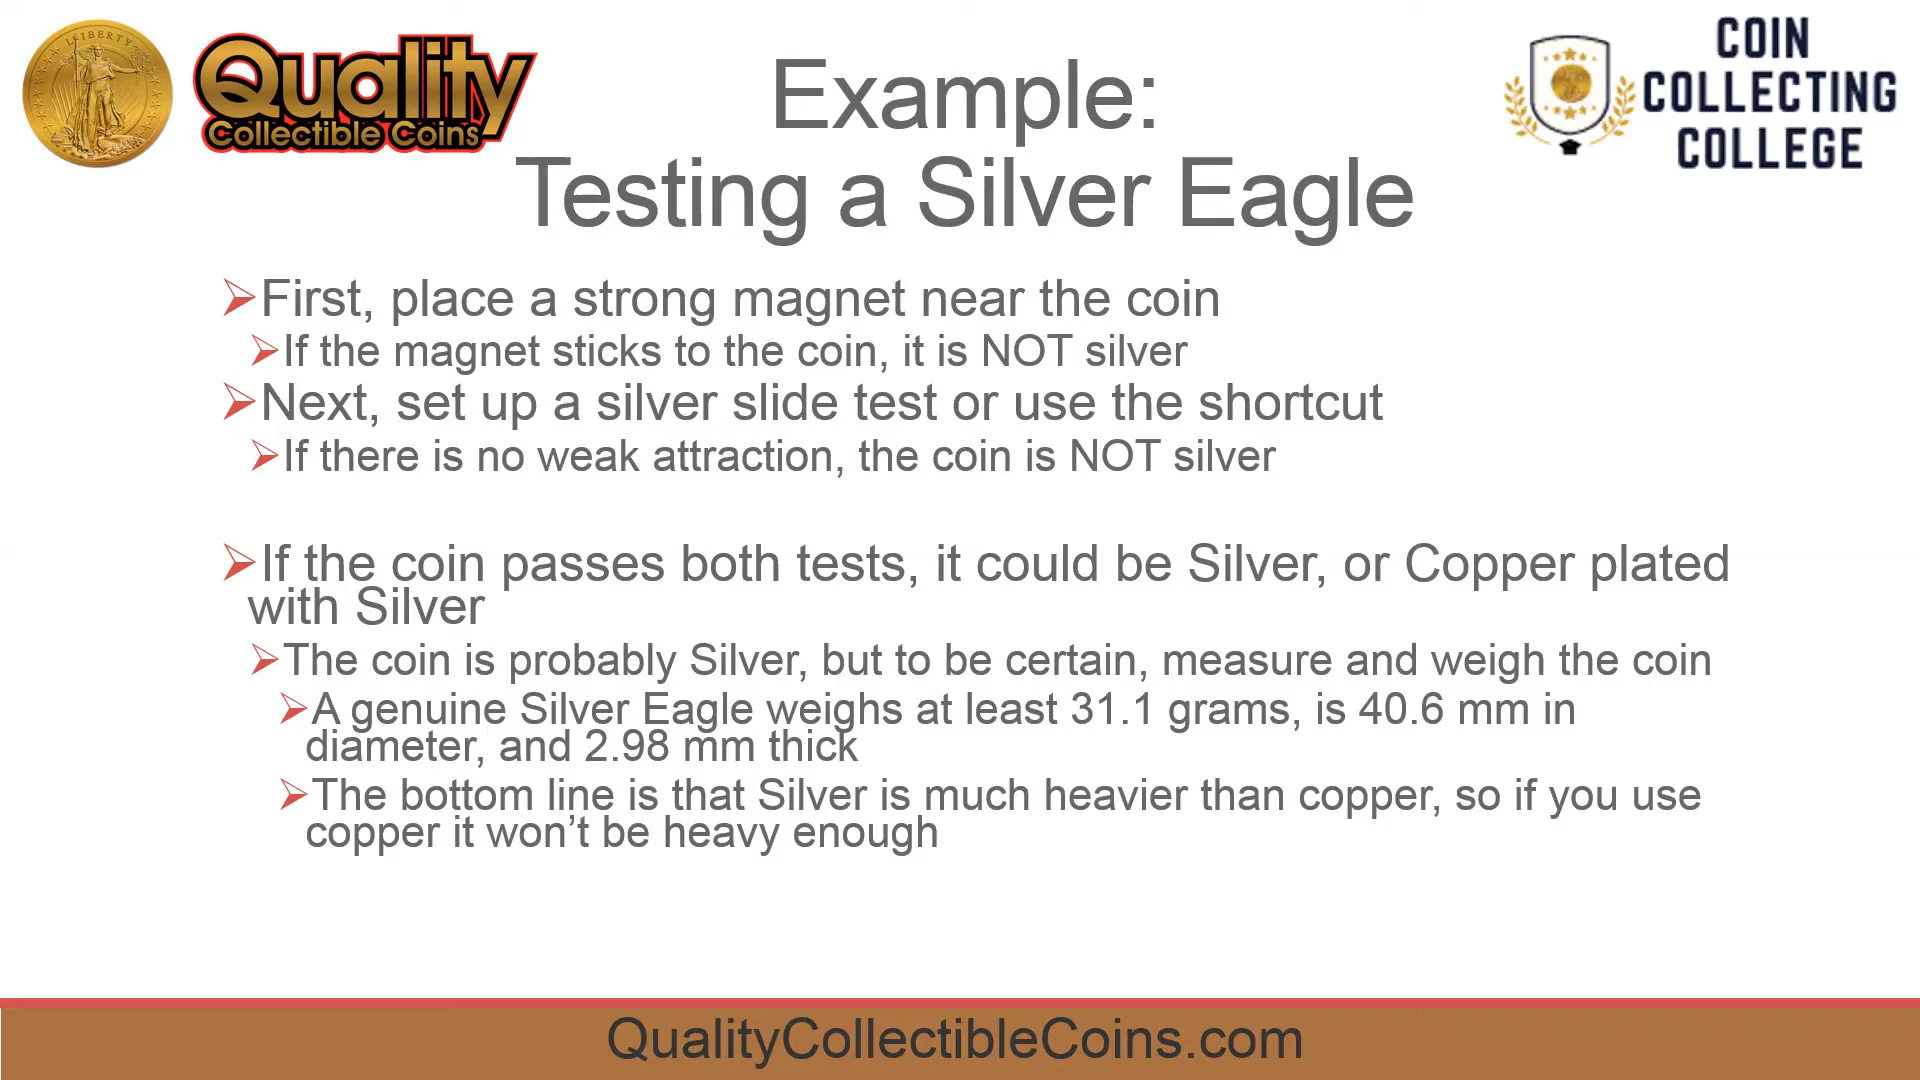 LEIBERTY
Quality
Collectible Coins
COIN
COLLECTING
COLLEGE
Example:
Testing a Silver Eagle
First, place a strong magnet near the coin
If the magnet sticks to the coin, it is NOT silver
Next, set up a silver slide test or use the shortcut
If there is no weak attraction, the coin is NOT silver
If the coin passes both tests, it could be Silver, or Copper plated
with Silver
The coin is probably Silver, but to be certain, measure and weigh the coin
A genuine Silver Eagle weighs at least 31.1 grams, is 40.6 mm in
diameter, and 2.98 mm thick
The bottom line is that Silver is much heavier than copper, so if you use
copper it won’t be heavy enough
QualityCollectibleCoins.com